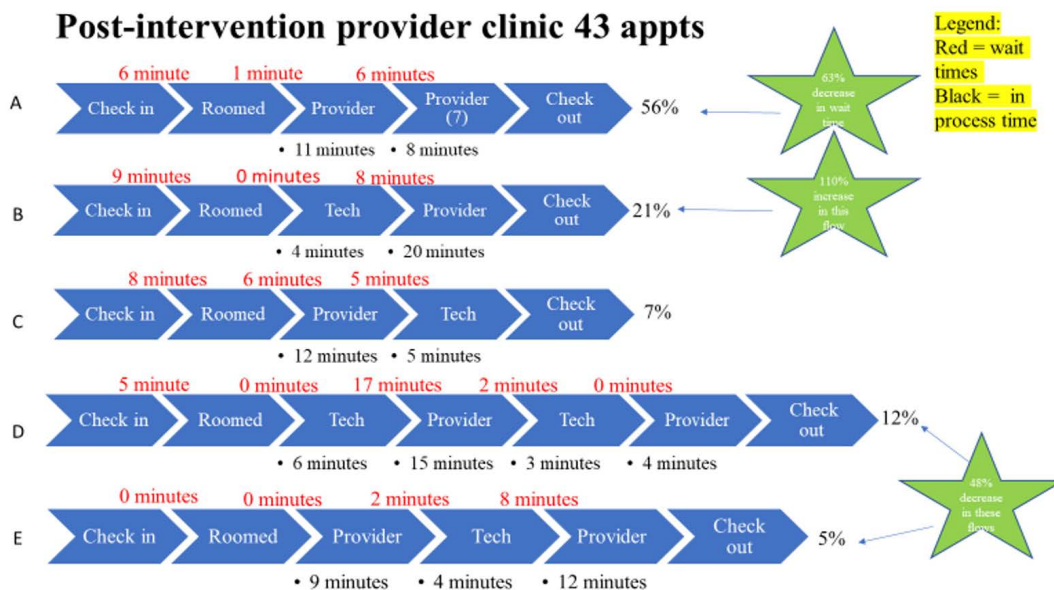 Post-intervention provider clinic 43 appts
Legend:
Red = wait
times
Black = in
process time
6 minute 1 minute 6 minutes
A
Check in Roomed Provider Provider
(7) Check
out
56%
63%
decrease
in wait
time
• 11 minutes • 8 minutes
9 minutes 0 minutes 8 minutes
B
Check in Roomed Tech Provider Check
out
21%
110%
increase
in this
flow
• 4 minutes • 20 minutes
8 minutes 6 minutes 5 minutes
C
Check in Roomed Provider Tech Check
out
7%
• 12 minutes • 5 minutes
5 minute 0 minutes 17 minutes 2 minutes 0 minutes
D
Check in Roomed Tech Provider Tech Provider Check
out
12%
• 6 minutes • 15 minutes • 3 minutes • 4 minutes
48%
decrease
in these
flows
0 minutes 0 minutes 2 minutes 8 minutes
E
Check in Roomed Provider Tech Provider Check
out
5%
• 9 minutes • 4 minutes • 12 minutes